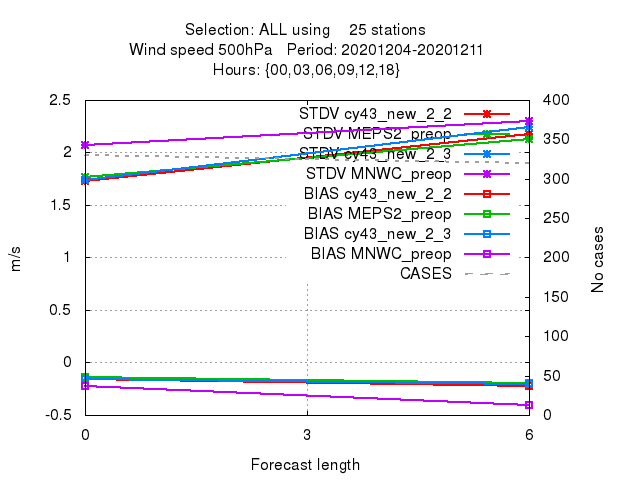 Selection: ALL using 25 stations
Wind speed 500hPa Period: 20201204-20201211
Hours: {00,03,06,09,12,18}
2.5
2
1.5
1
0.5
0
-0.5
m/s
400
350
300
250
200
150
100
50
0
No cases
STDV cy43_new_2_2
STDV MEPS2_preop
STDV cy43_new_2_3
STDV MNWC_preop
BIAS cy43_new_2_2
BIAS MEPS2_preop
BIAS cy43_new_2_3
BIAS MNWC_preop
CASES
0 3 6
Forecast length